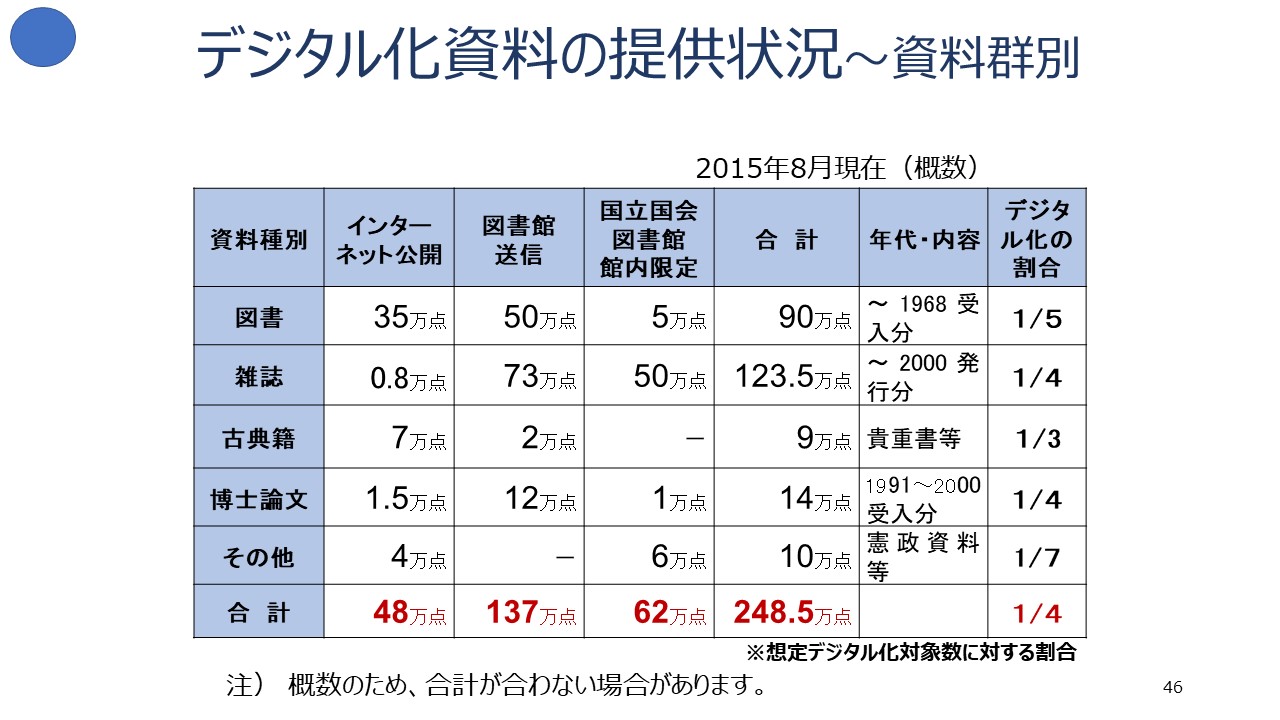 デジタル化資料の提供状況～資料群別
2015年8月現在（概数）
資料種別 インターネット公開 図書館送信 国立国会図書館館内限定 合 計 年代・内容 デジタル化の割合
図書 35万点 50万点 5万点 90万点 ～ 1968 受入分 1/5
雑誌 0.8万点 73万点 50万点 123.5万点 ～ 2000 発行分 1/4
古典籍 7万点 2万点 － 9万点 貴重書等 1/3
博士論文 1.5万点 12万点 1万点 14万点 1991～2000受入分 1/4
その他 4万点 － 6万点 10万点 憲政資料等 1/7
合 計 48万点 137万点 62万点 248.5万点 1/4
※想定デジタル化対象数に対する割合
注） 概数のため、合計が合わない場合があります。
46